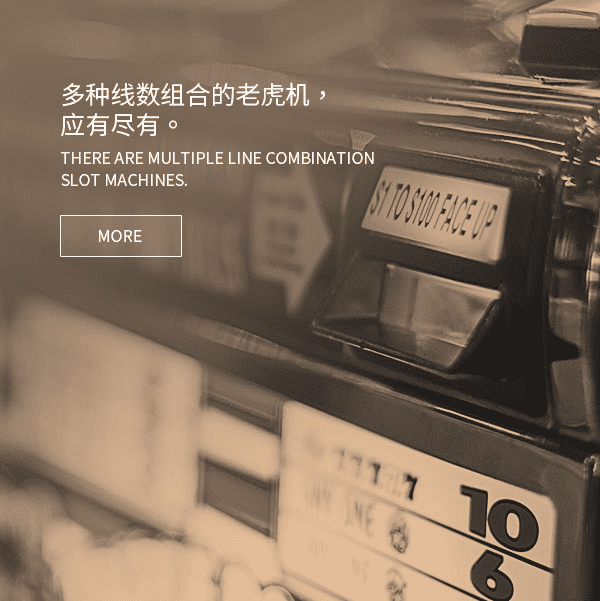 多种线数组合的老虎机，
应有尽有。
THERE ARE MULTIPLE LINE COMBINATION
SLOT MACHINES.
MORE
$1 TO $100 FACE UP
10
ANY ONE
6